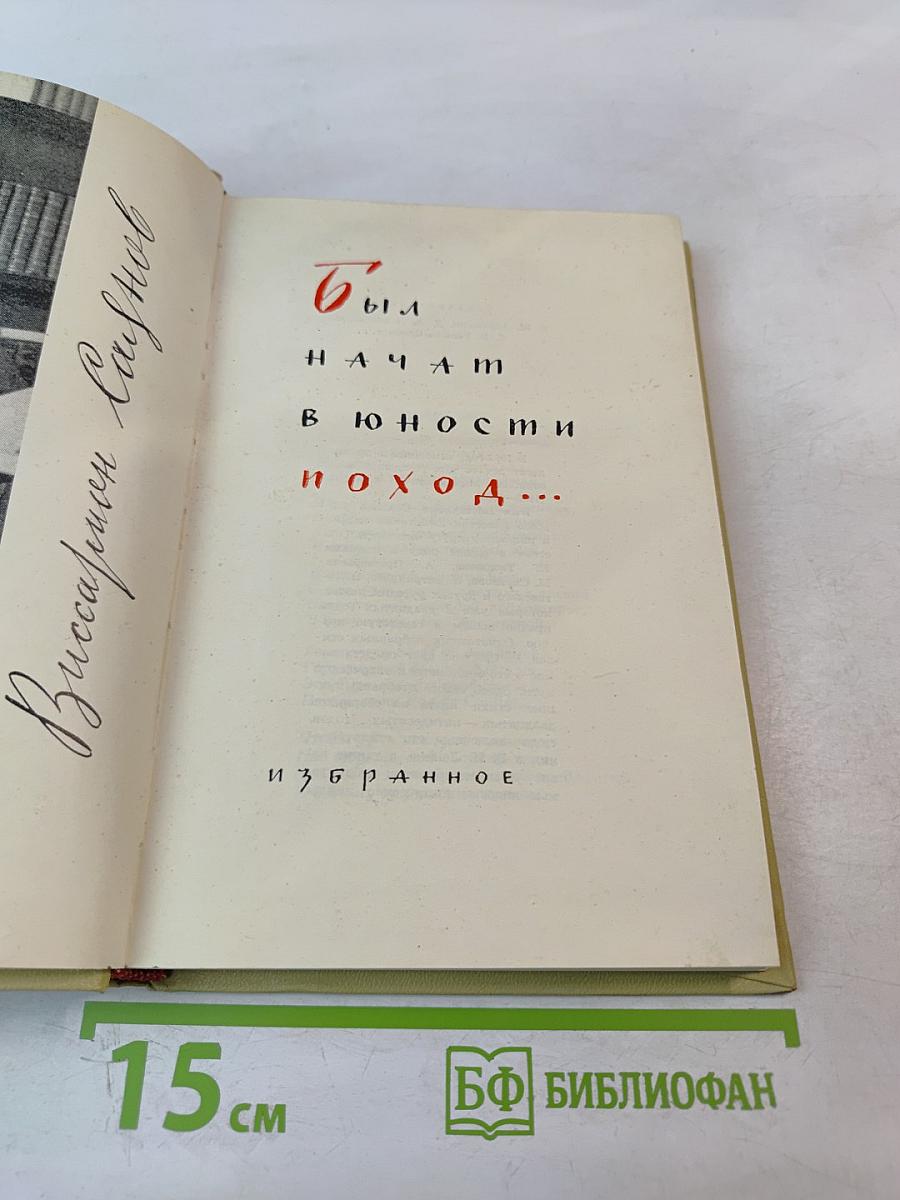 Виссарион Саянов
Был
начат
в юности
поход...
избранное
15 см
БФ БИБЛИОФАН